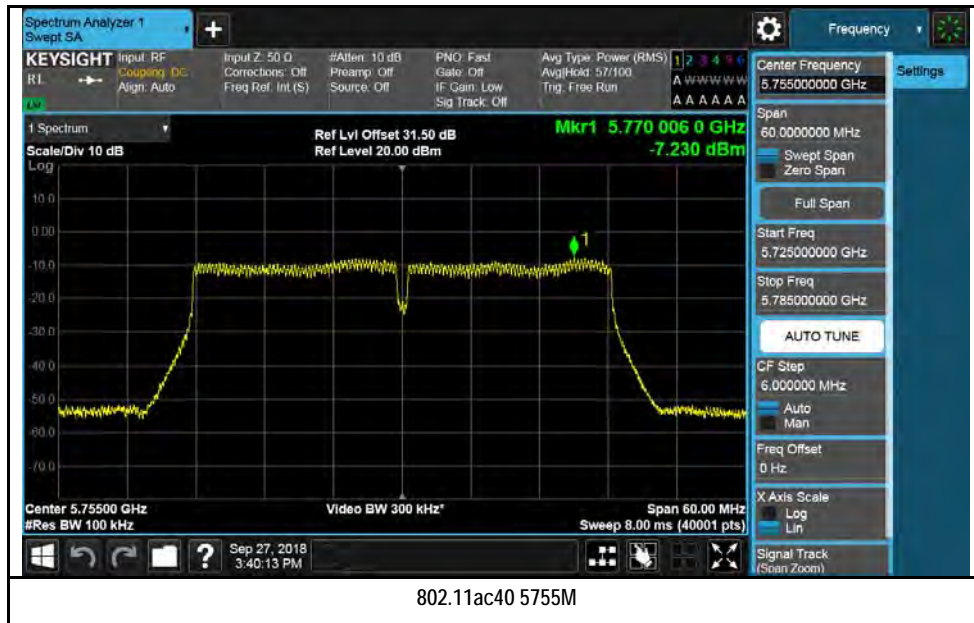 Spectrum Analyzer 1
Swept SA
Frequency
KEYSIGHT
RL
Input: RF
Coupling: DC
Align: Auto
Input Z: 50 Ω
Corrections: Off
Freq Ref: Int (S)
#Atten: 10 dB
Preamp: Off
Source: Off
PNO: Fast
Gate: Off
IF Gain: Low
Sig Track: Off
Avg Type: Power (RMS)
Avg|Hold: 57/100
Trig: Free Run
1 2 3 4 5 6
A W W W W W
A A A A A A
1 Spectrum
Scale/Div 10 dB
Log
Ref Lvl Offset 31.50 dB
Ref Level 20.00 dBm
Mkr1 5.770 006 0 GHz
-7.230 dBm
10.0
0.00
-10.0
-20.0
-30.0
-40.0
-50.0
-60.0
-70.0
1
Center 5.75500 GHz
#Res BW 100 kHz
Video BW 300 kHz*
Span 60.00 MHz
Sweep 8.00 ms (40001 pts)
Center Frequency
5.755000000 GHz
Settings
Span
60.0000000 MHz
Swept Span
Zero Span
Full Span
Start Freq
5.725000000 GHz
Stop Freq
5.785000000 GHz
AUTO TUNE
CF Step
6.000000 MHz
Auto
Man
Freq Offset
0 Hz
X Axis Scale
Log
Lin
Signal Track
(Span Zoom)
?
Sep 27, 2018
3:40:13 PM
802.11ac40 5755M